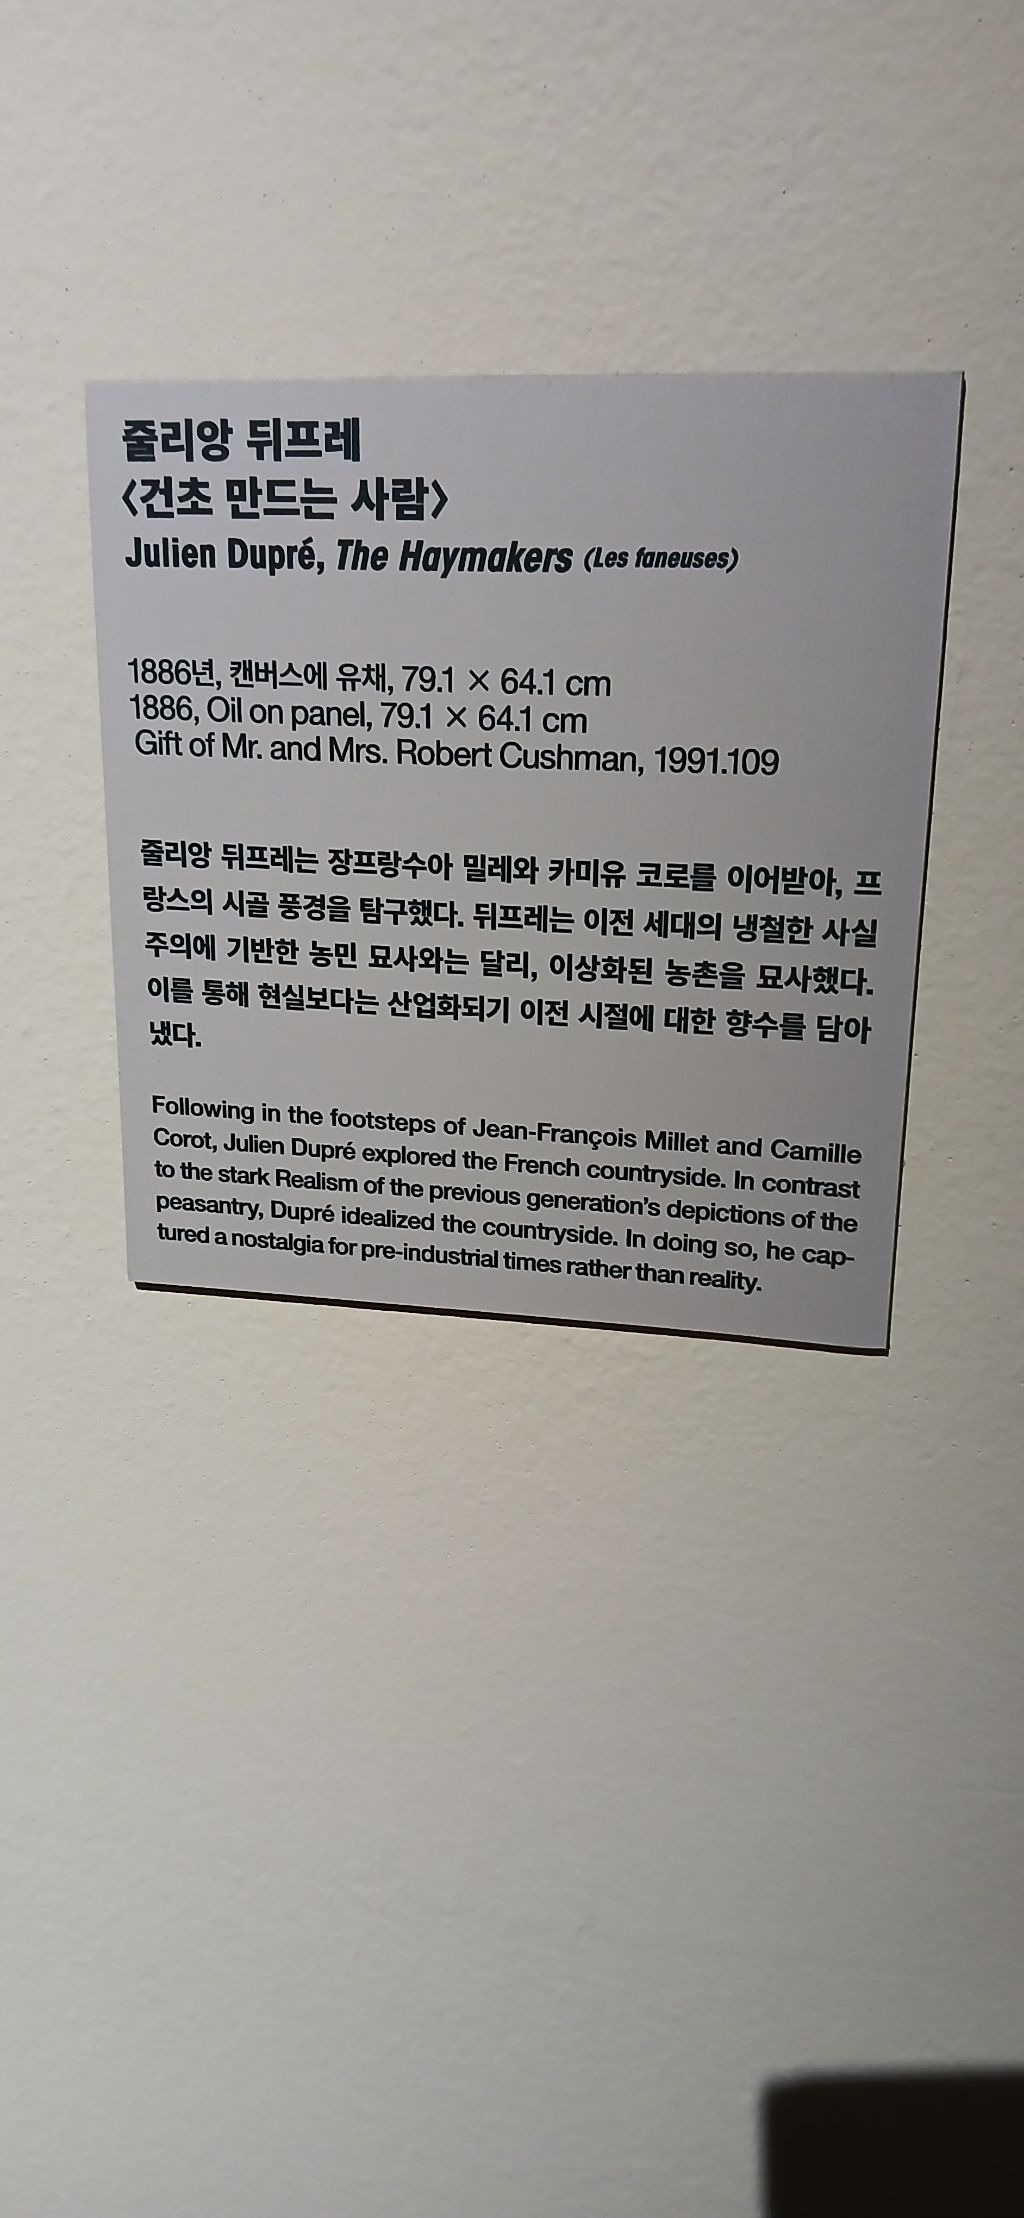 줄리앙 뒤프레
〈건초 만드는 사람〉
Julien Dupré, The Haymakers (Les faneuses)
1886년, 캔버스에 유채, 79.1 × 64.1 cm
1886, Oil on panel, 79.1 × 64.1 cm
Gift of Mr. and Mrs. Robert Cushman, 1991.109
줄리앙 뒤프레는 장프랑수아 밀레와 카미유 코로를 이어받아, 프
랑스의 시골 풍경을 탐구했다. 뒤프레는 이전 세대의 냉철한 사실
주의에 기반한 농민 묘사와는 달리, 이상화된 농촌을 묘사했다.
이를 통해 현실보다는 산업화되기 이전 시절에 대한 향수를 담아
냈다.
Following in the footsteps of Jean-François Millet and Camille
Corot, Julien Dupré explored the French countryside. In contrast
to the stark Realism of the previous generation's depictions of the
peasantry, Dupré idealized the countryside. In doing so, he cap-
tured a nostalgia for pre-industrial times rather than reality.